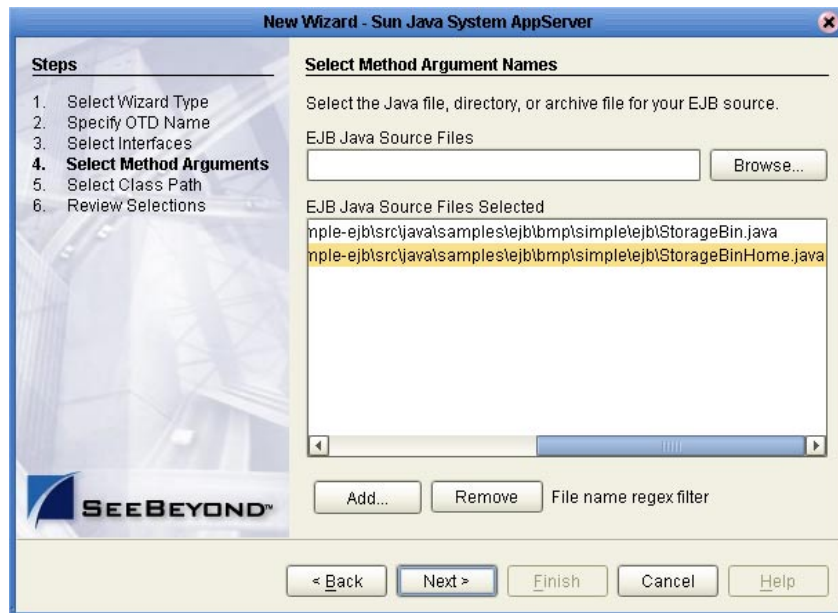 New Wizard - Sun Java System AppServer
Steps
1. Select Wizard Type
2. Specify OTD Name
3. Select Interfaces
4. Select Method Arguments
5. Select Class Path
6. Review Selections
Select Method Argument Names
Select the Java file, directory, or archive file for your EJB source.
EJB Java Source Files
Browse...
EJB Java Source Files Selected
mple-ejb\src\java\samples\ejb\bmp\simple\ejb\StorageBin.java
mple-ejb\src\java\samples\ejb\bmp\simple\ejb\StorageBinHome.java
Add... Remove File name regex filter
SEEBEYOND™
< Back Next > Finish Cancel Help